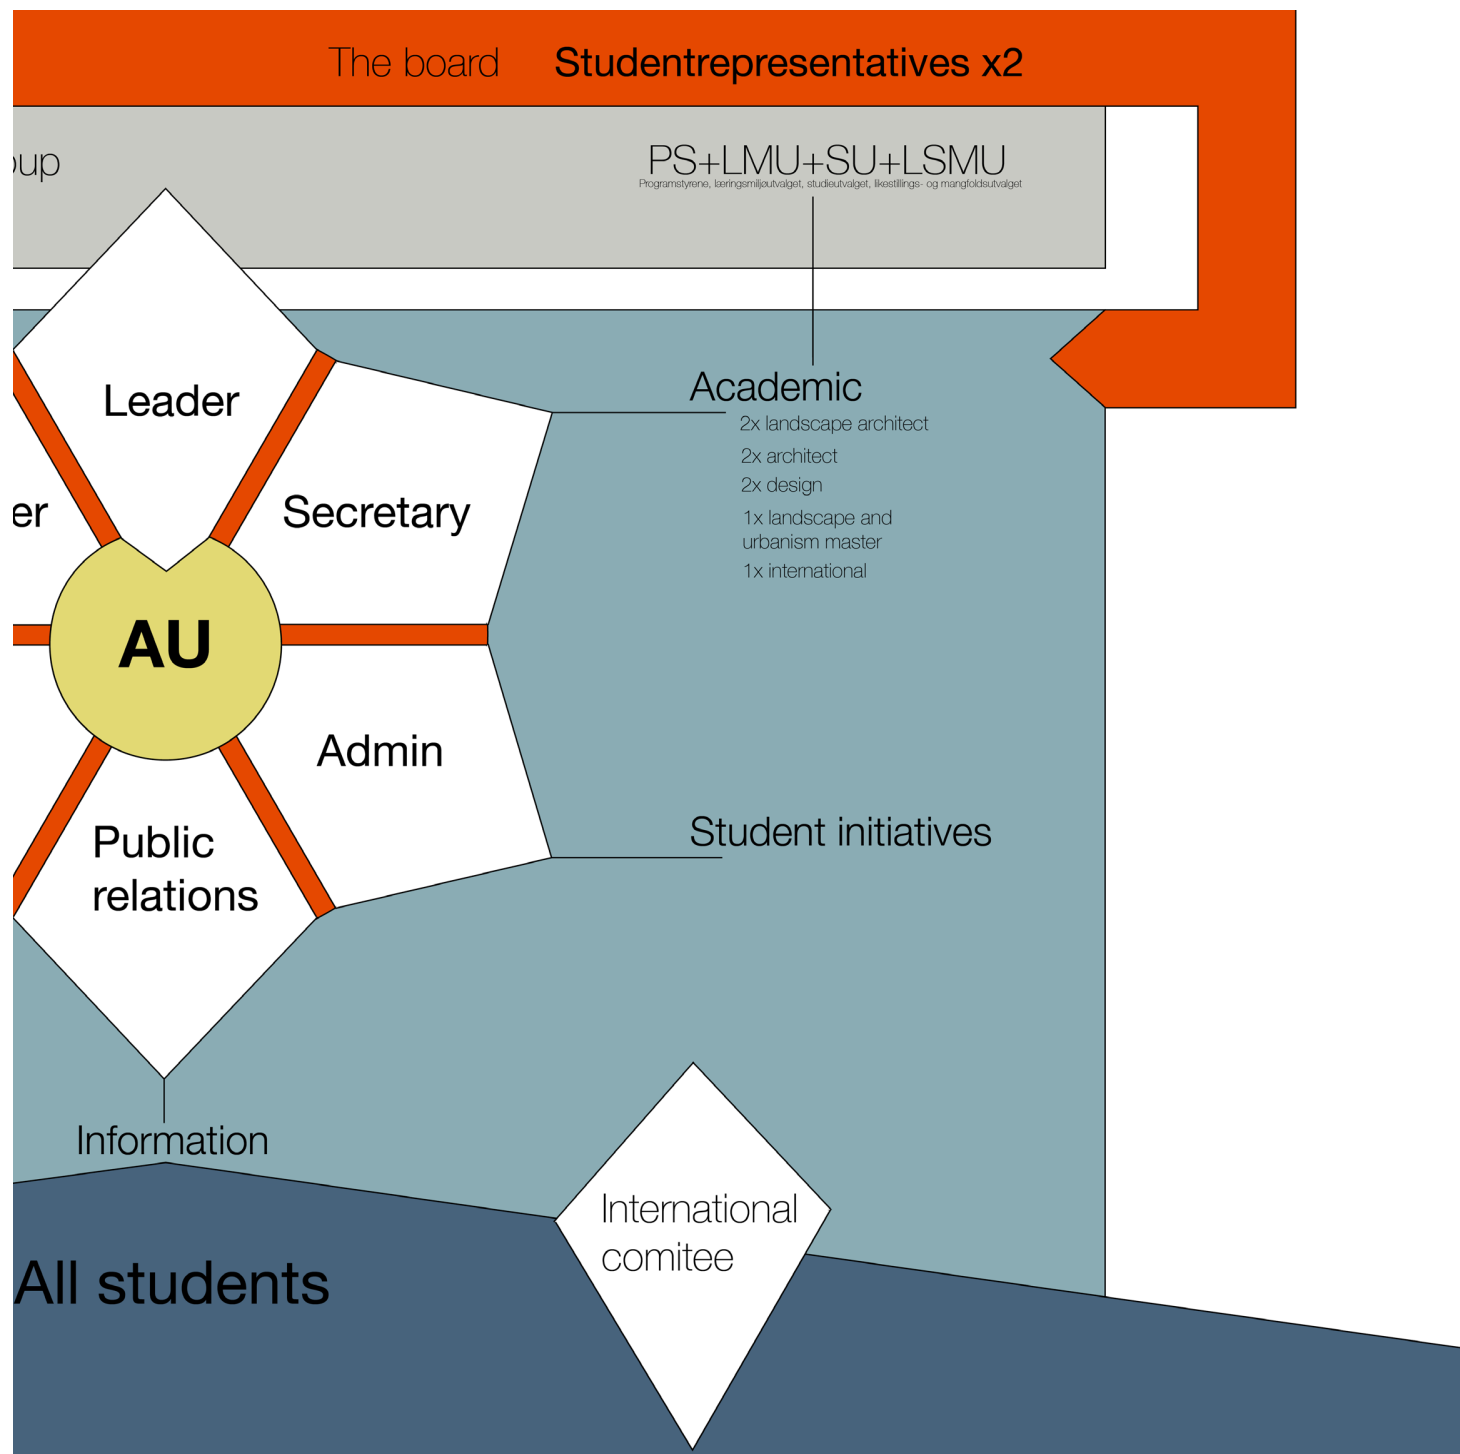 The board Studentrepresentatives x2
oup
PS+LMU+SU+LSMU
Programstyrene, læringsmiljøutvalget, studieutvalget, likestillings- og mangfoldsutvalget
Leader
Academic
2x landscape architect
2x architect
2x design
1x landscape and
urbanism master
1x international
er
Secretary
AU
Admin
Public
relations
Student initiatives
Information
International
comitee
All students